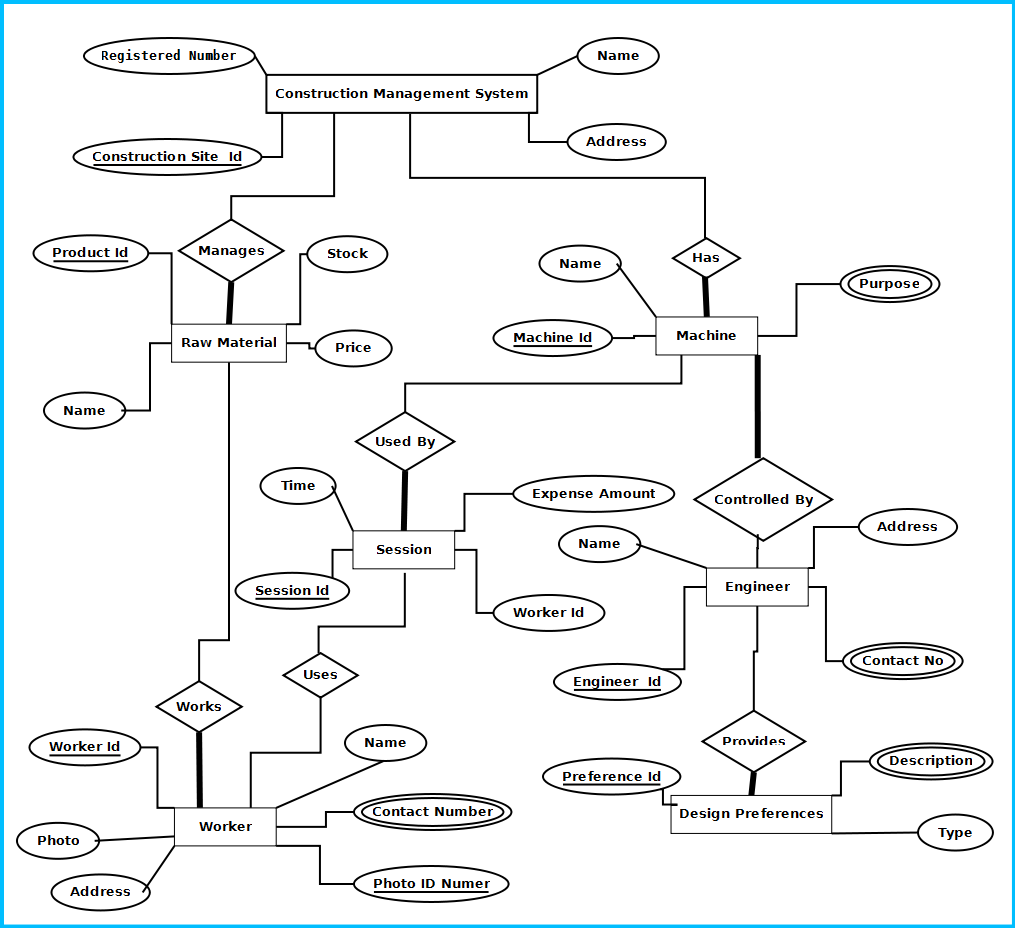 Registered Number
Name
Construction Management System
Address
Construction Site Id
Product Id
Manages
Stock
Name
Has
Purpose
Raw Material
Price
Machine Id
Machine
Name
Used By
Time
Expense Amount
Controlled By
Name
Address
Session
Session Id
Worker Id
Engineer
Engineer Id
Contact No
Uses
Works
Worker Id
Name
Provides
Description
Preference Id
Contact Number
Design Preferences
Worker
Type
Photo
Address
Photo ID Numer